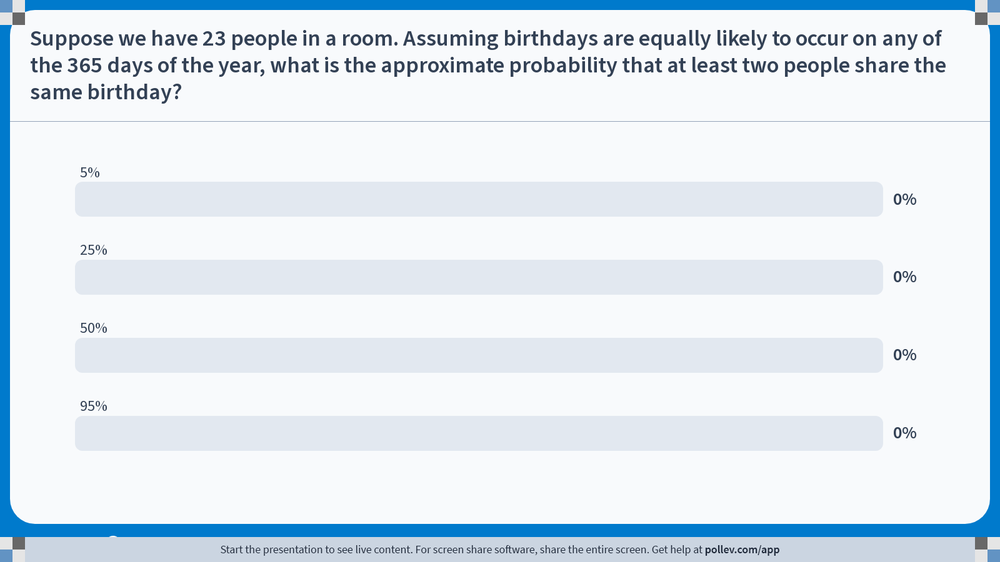 Suppose we have 23 people in a room. Assuming birthdays are equally likely to occur on any of
the 365 days of the year, what is the approximate probability that at least two people share the
same birthday?
5%
0%
25%
0%
50%
0%
95%
0%
Start the presentation to see live content. For screen share software, share the entire screen. Get help at pollev.com/app